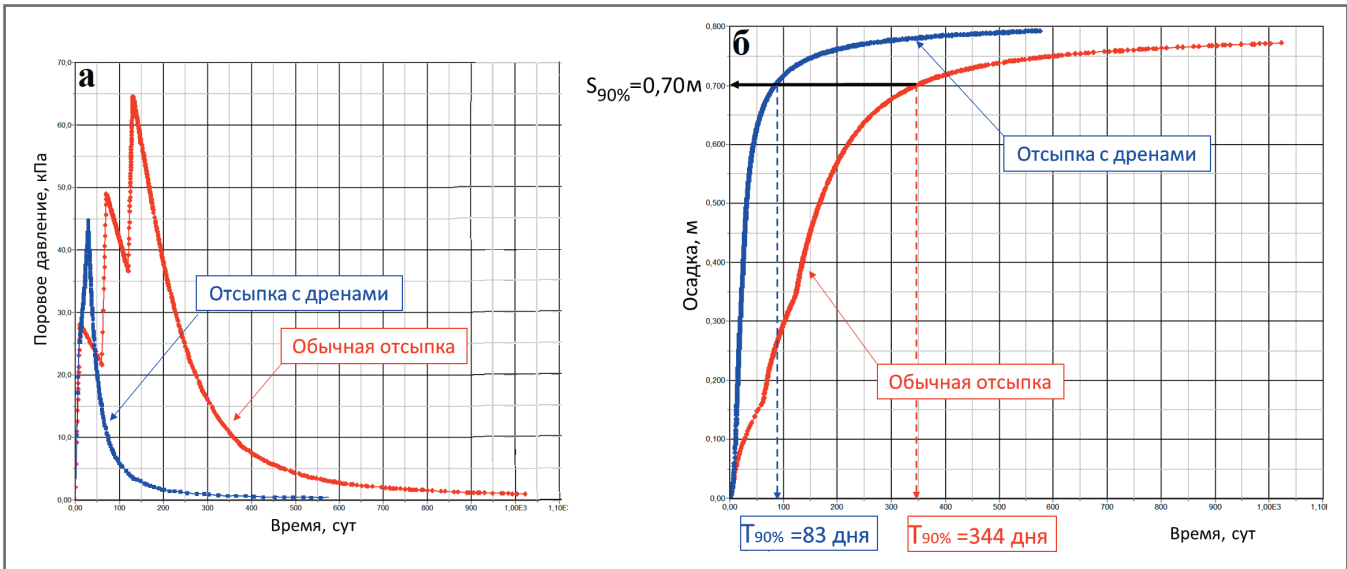 а
70,0
60,0
50,0
40,0
30,0
20,0
10,0
0,00
Поровое давление, кПа
Отсыпка с дренами
Обычная отсыпка
0,00 100 200 300 400 500 600 700 800 900 1,00E3 1,10E
Время, сут
б
0,800
0,700
0,600
0,500
0,400
0,300
0,200
0,100
0,00
S90%=0,70м
Осадка, м
Отсыпка с дренами
Обычная отсыпка
0,00 100 200 300 400 500 600 700 800 900 1,00E3 1,10
T90% =83 дня
T90% =344 дня
Время, сут